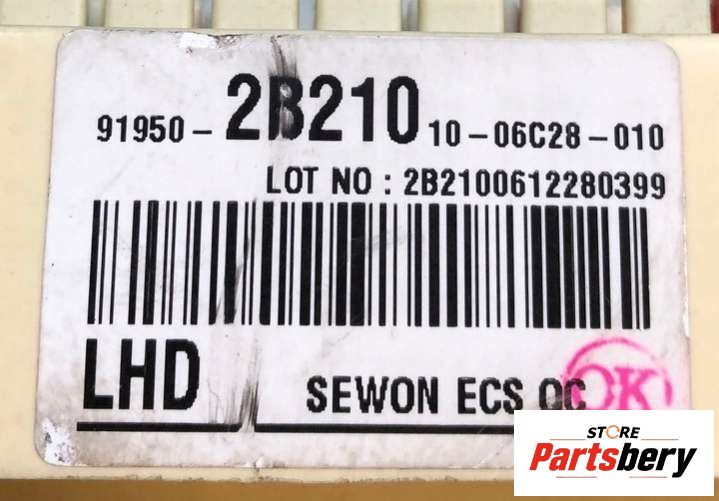 91950-2B210 10-06C28-010
LOT NO : 2B2100612280399
LHD
SEWON ECS QC
OK
STORE
Partsbery